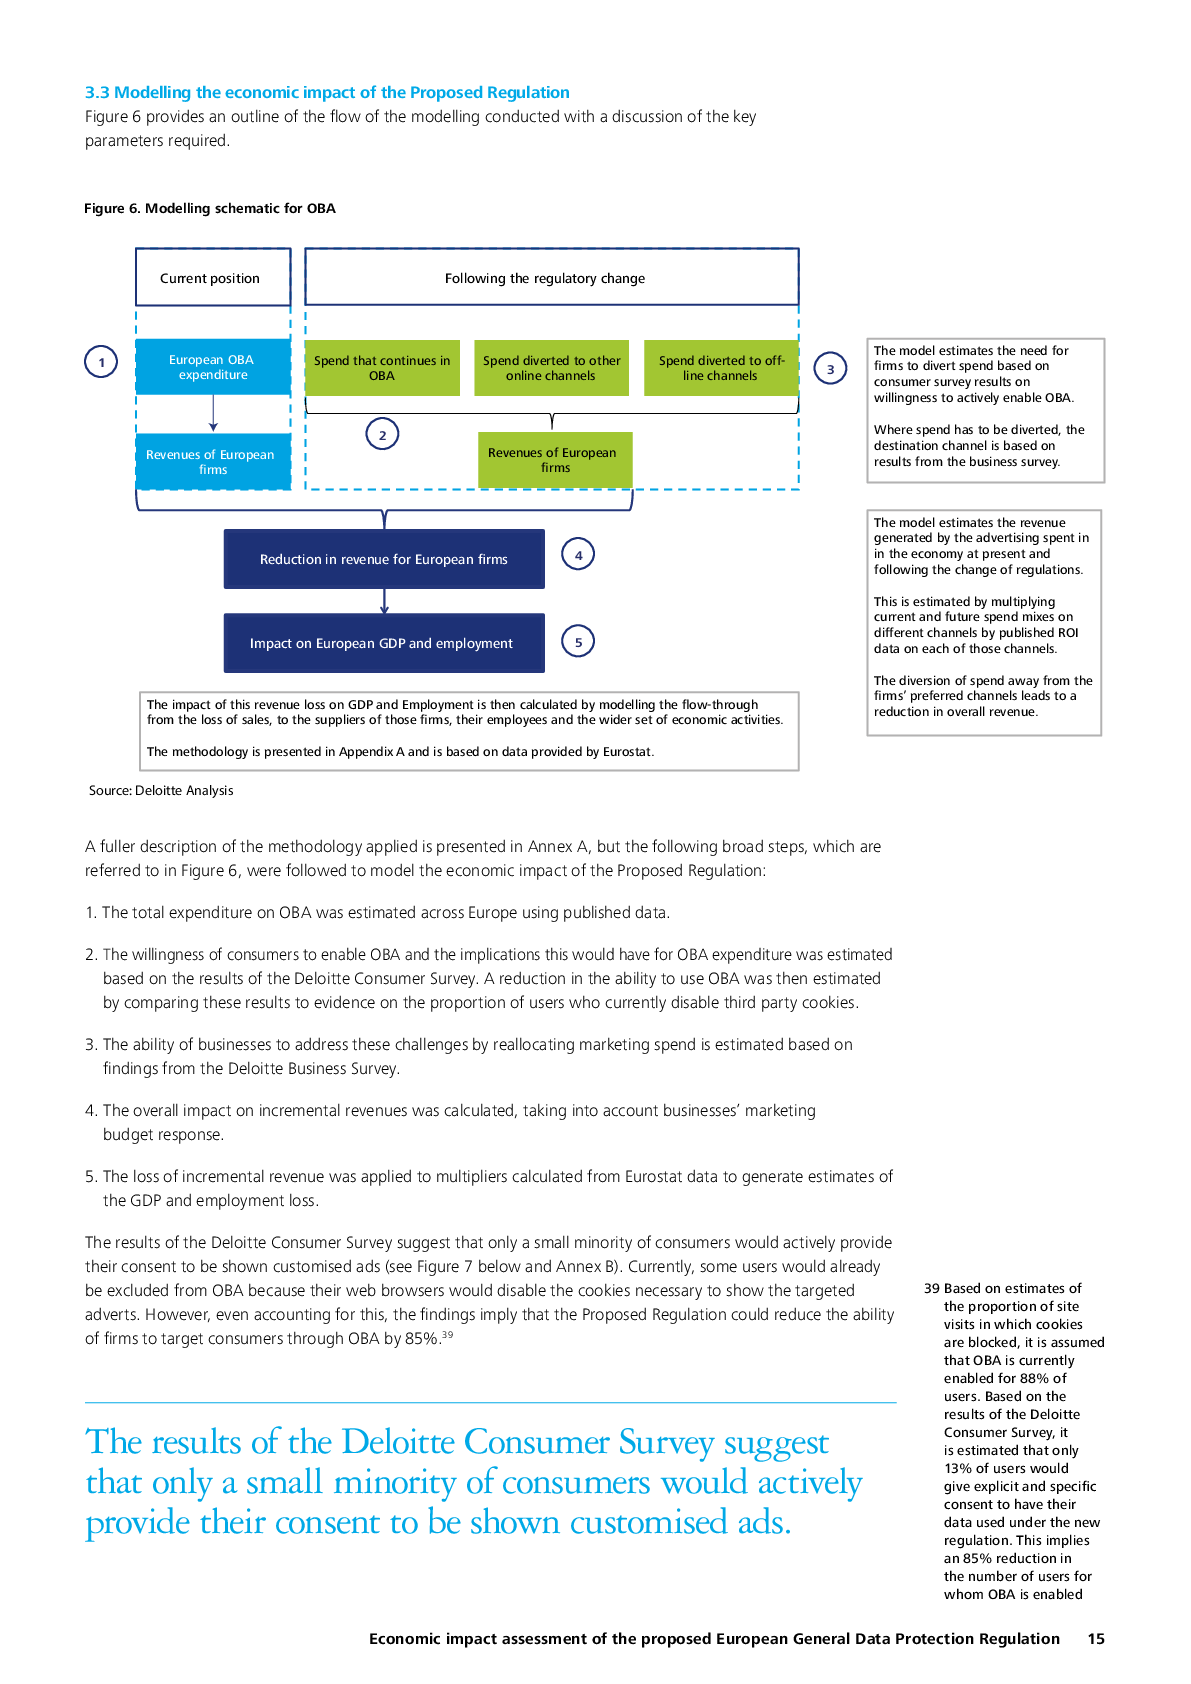 3.3 Modelling the economic impact of the Proposed Regulation
Figure 6 provides an outline of the flow of the modelling conducted with a discussion of the key
parameters required.
Figure 6. Modelling schematic for OBA
Current position
Following the regulatory change
1
European OBA
expenditure
Spend that continues in
OBA
Spend diverted to other
online channels
Spend diverted to off-
line channels
3
2
Revenues of European
firms
Revenues of European
firms
Reduction in revenue for European firms
4
Impact on European GDP and employment
5
The model estimates the need for
firms to divert spend based on
consumer survey results on
willingness to actively enable OBA.
Where spend has to be diverted, the
destination channel is based on
results from the business survey.
The model estimates the revenue
generated by the advertising spent in
in the economy at present and
following the change of regulations.
This is estimated by multiplying
current and future spend mixes on
different channels by published ROI
data on each of those channels.
The diversion of spend away from the
firms’ preferred channels leads to a
reduction in overall revenue.
The impact of this revenue loss on GDP and Employment is then calculated by modelling the flow-through
from the loss of sales, to the suppliers of those firms, their employees and the wider set of economic activities.
The methodology is presented in Appendix A and is based on data provided by Eurostat.
Source: Deloitte Analysis
A fuller description of the methodology applied is presented in Annex A, but the following broad steps, which are
referred to in Figure 6, were followed to model the economic impact of the Proposed Regulation:
1. The total expenditure on OBA was estimated across Europe using published data.
2. The willingness of consumers to enable OBA and the implications this would have for OBA expenditure was estimated
based on the results of the Deloitte Consumer Survey. A reduction in the ability to use OBA was then estimated
by comparing these results to evidence on the proportion of users who currently disable third party cookies.
3. The ability of businesses to address these challenges by reallocating marketing spend is estimated based on
findings from the Deloitte Business Survey.
4. The overall impact on incremental revenues was calculated, taking into account businesses’ marketing
budget response.
5. The loss of incremental revenue was applied to multipliers calculated from Eurostat data to generate estimates of
the GDP and employment loss.
The results of the Deloitte Consumer Survey suggest that only a small minority of consumers would actively provide
their consent to be shown customised ads (see Figure 7 below and Annex B). Currently, some users would already
be excluded from OBA because their web browsers would disable the cookies necessary to show the targeted
adverts. However, even accounting for this, the findings imply that the Proposed Regulation could reduce the ability
of firms to target consumers through OBA by 85%.39
The results of the Deloitte Consumer Survey suggest
that only a small minority of consumers would actively
provide their consent to be shown customised ads.
39 Based on estimates of
the proportion of site
visits in which cookies
are blocked, it is assumed
that OBA is currently
enabled for 88% of
users. Based on the
results of the Deloitte
Consumer Survey, it
is estimated that only
13% of users would
give explicit and specific
consent to have their
data used under the new
regulation. This implies
an 85% reduction in
the number of users for
whom OBA is enabled
Economic impact assessment of the proposed European General Data Protection Regulation 15